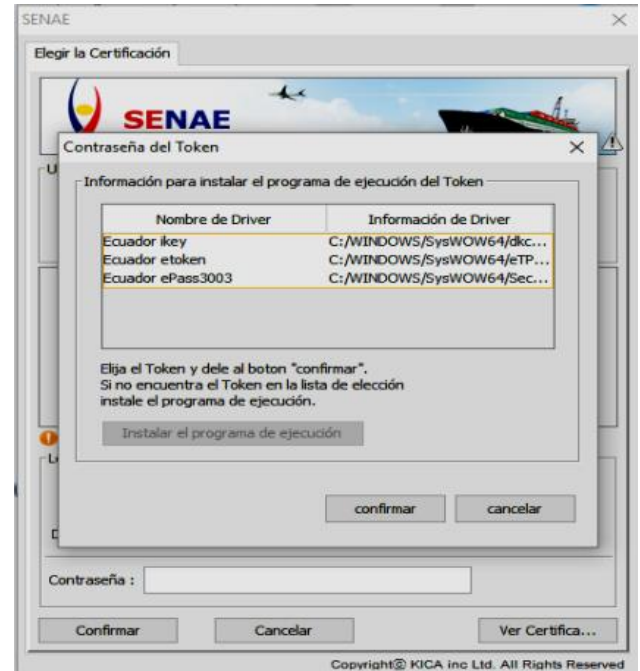 SENAE
Elegir la Certificación
SENAE
Contraseña del Token
U
Información para instalar el programa de ejecución del Token
Nombre de Driver Información de Driver
Ecuador ikey C:/WINDOWS/SysWOW64/dkc...
Ecuador etoken C:/WINDOWS/SysWOW64/eTP...
Ecuador ePass3003 C:/WINDOWS/SysWOW64/Sec...
Elija el Token y dele al boton "confirmar".
Si no encuentra el Token en la lista de elección
instale el programa de ejecución.
Instalar el programa de ejecución
confirmar cancelar
Contraseña :
Confirmar Cancelar Ver Certifica...
Copyright© KICA inc Ltd. All Rights Reserved